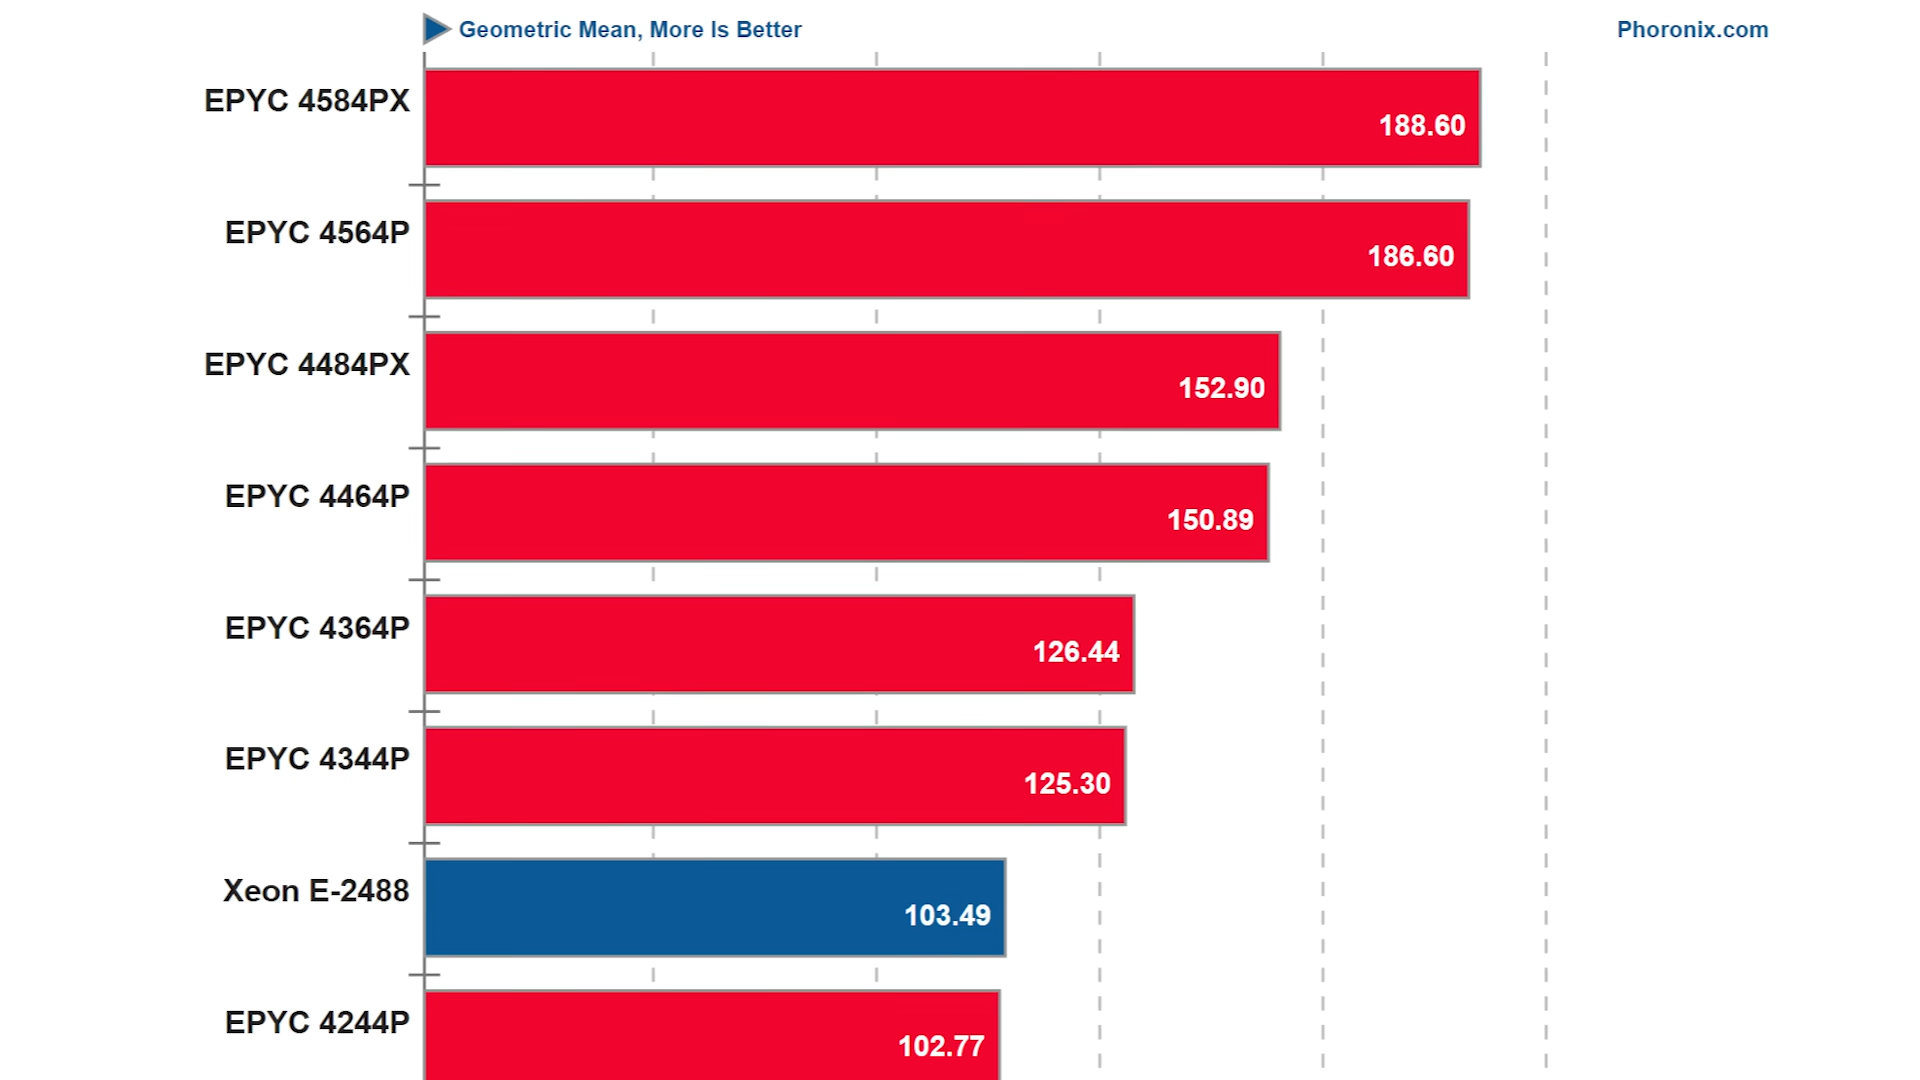 Geometric Mean, More Is Better
Phoronix.com
EPYC 4584PX
188.60
EPYC 4564P
186.60
EPYC 4484PX
152.90
EPYC 4464P
150.89
EPYC 4364P
126.44
EPYC 4344P
125.30
Xeon E-2488
103.49
EPYC 4244P
102.77